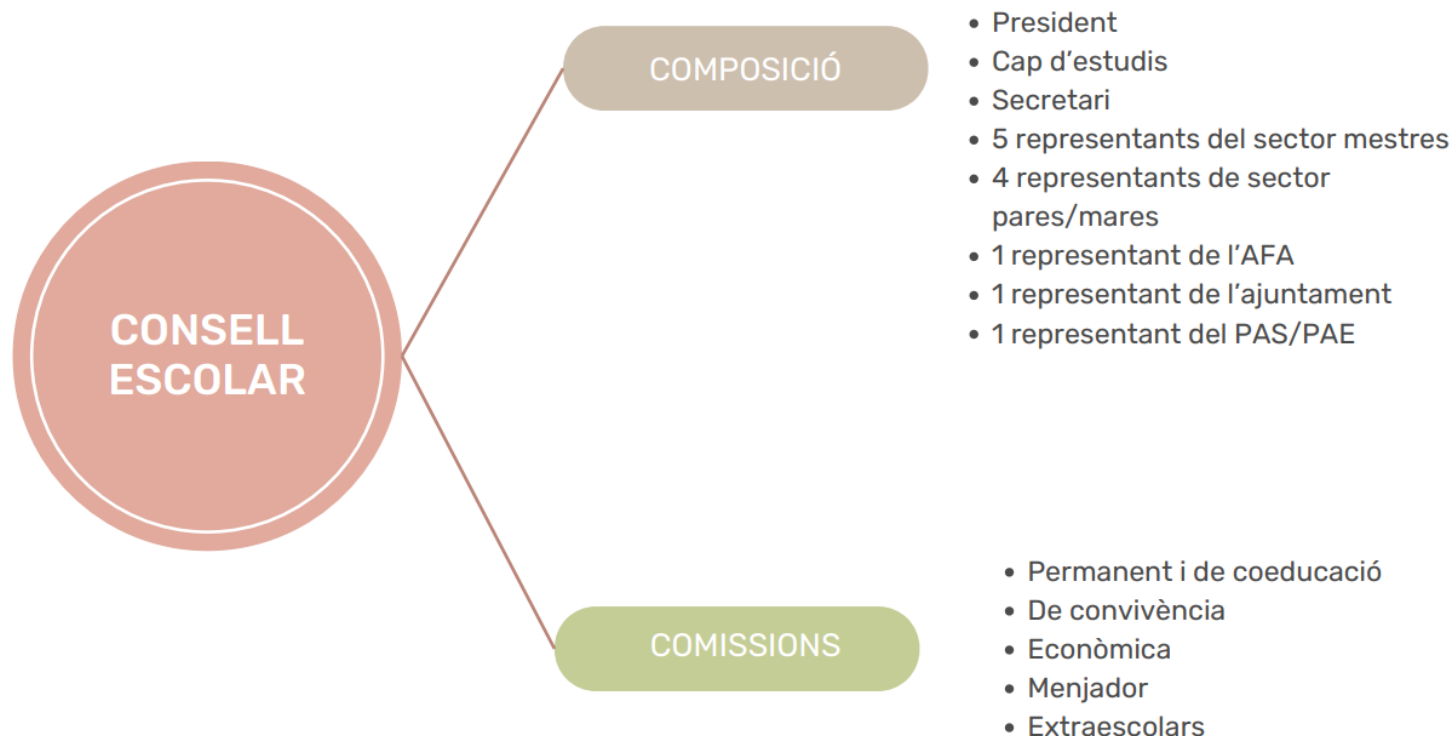 CONSELL
ESCOLAR
COMPOSICIÓ
• President
• Cap d'estudis
• Secretari
• 5 representants del sector mestres
• 4 representants de sector
pares/mares
• 1 representant de l'AFA
• 1 representant de l'ajuntament
• 1 representant del PAS/PAE
COMISSIONS
• Permanent i de coeducació
• De convivència
• Econòmica
• Menjador
• Extraescolars